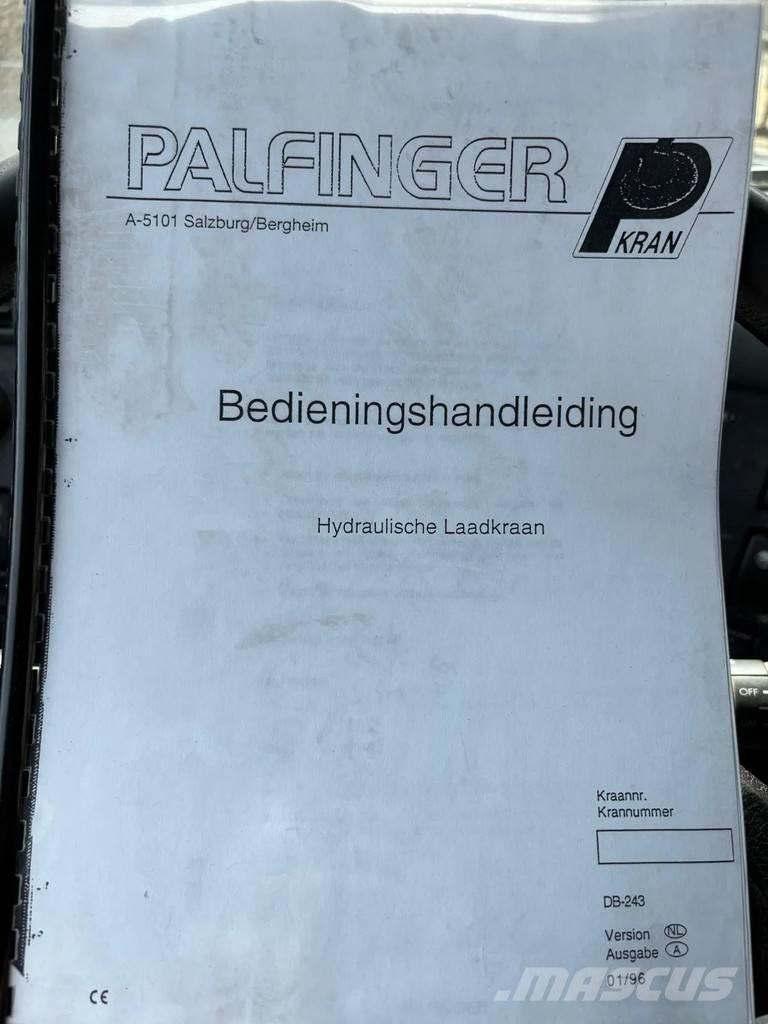 PALFINGER
P
KRAN
A-5101 Salzburg/Bergheim
Bedieningshandleiding
Hydraulische Laadkraan
OFF
Kraannr.
Krannummer
DB-243
Version NL
Ausgabe A
01/96
CE
MASCUS